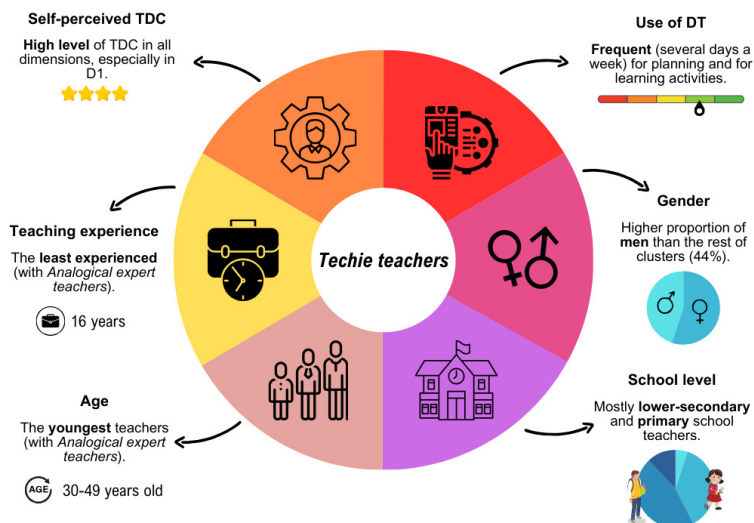 Self-perceived TDC
High level of TDC in all
dimensions, especially in
D1.
Use of DT
Frequent (several days a
week) for planning and for
learning activities.
Teaching experience
The least experienced
(with Analogical expert
teachers).
16 years
Techie teachers
Gender
Higher proportion of
men than the rest of
clusters (44%).
Age
The youngest teachers
(with Analogical expert
teachers).
AGE
30-49 years old
School level
Mostly lower-secondary
and primary school
teachers.